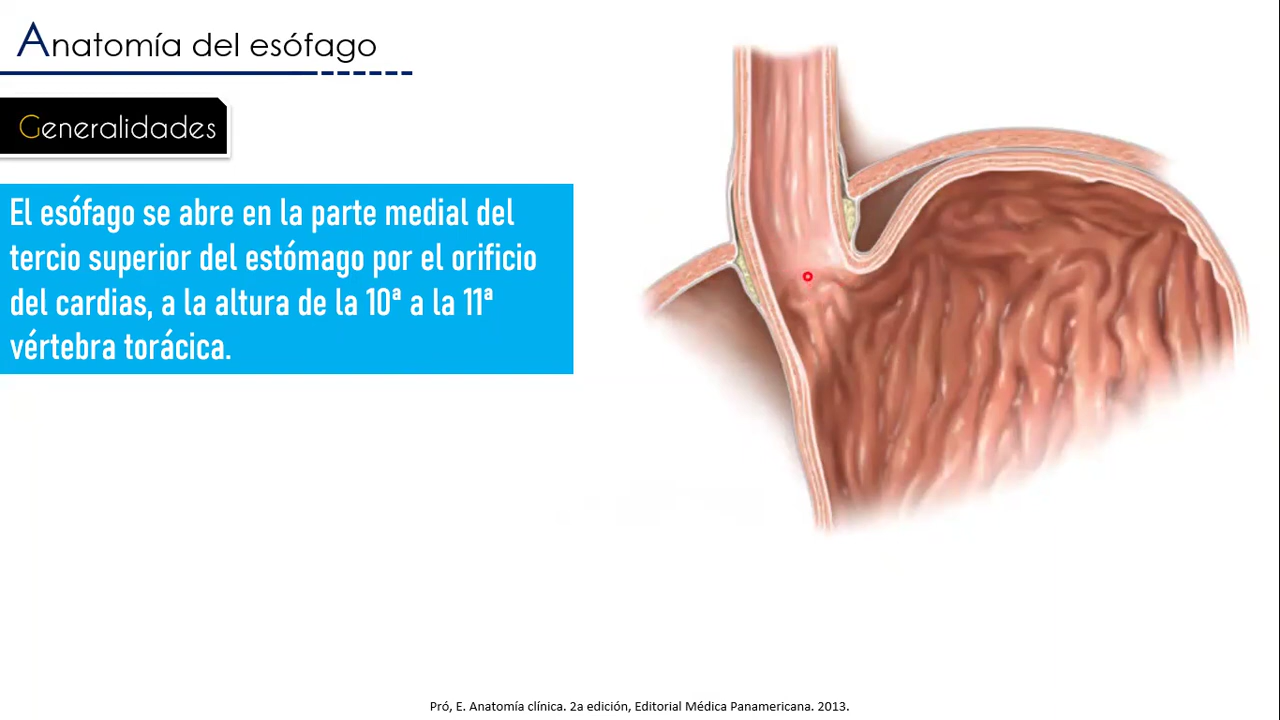 Anatomía del esófago
Generalidades
El esófago se abre en la parte medial del
tercio superior del estómago por el orificio
del cardias, a la altura de la 10ª a la 11ª
vértebra torácica.
Pró, E. Anatomía clínica. 2a edición, Editorial Médica Panamericana. 2013.